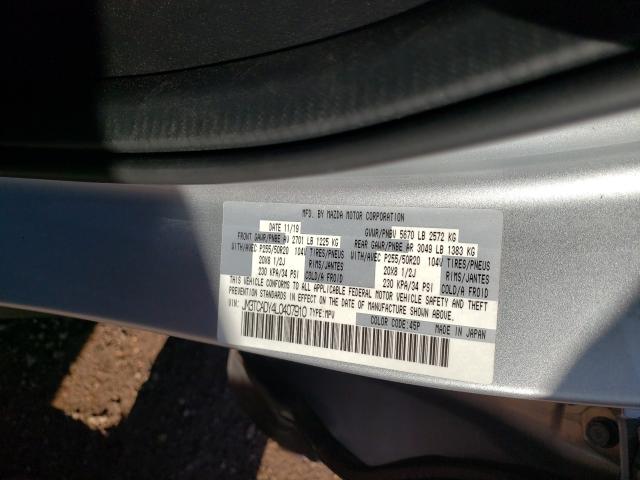 MFD. BY MAZDA MOTOR CORPORATION
DATE 11/19 GVWR/PNBV 5670 LB 2572 KG
FRONT GAWR/PNBE AV 2701 LB 1225 KG REAR GAWR/PNBE AR 3049 LB 1383 KG
WITH/AVEC P255/50R20 104V TIRES/PNEUS WITH/AVEC P255/50R20 104V TIRES/PNEUS
20X8 1/2J RIMS/JANTES 20X8 1/2J RIMS/JANTES
230 KPA/34 PSI COLD/A FROID 230 KPA/34 PSI COLD/A FROID
THIS VEHICLE CONFORMS TO ALL APPLICABLE FEDERAL MOTOR VEHICLE SAFETY AND THEFT
PREVENTION STANDARDS IN EFFECT ON THE DATE OF MANUFACTURE SHOWN ABOVE.
VIN: JM3TCADY4L0407910 TYPE:MPV
COLOR CODE:45P MADE IN JAPAN